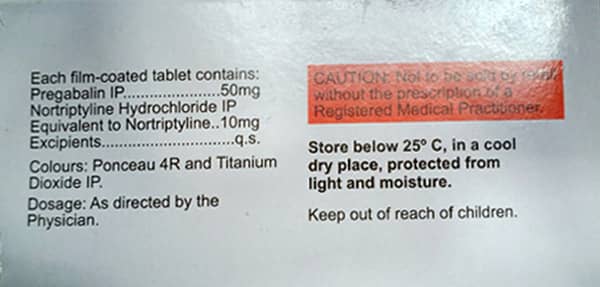 Each film-coated tablet contains:
Pregabalin IP......................50mg
Nortriptyline Hydrochloride IP
Equivalent to Nortriptyline..10mg
Excipients..............................q.s.
Colours: Ponceau 4R and Titanium
Dioxide IP.
Dosage: As directed by the
Physician.
CAUTION: Not to be sold by retail
without the prescription of a
Registered Medical Practitioner.
Store below 25º C, in a cool
dry place, protected from
light and moisture.
Keep out of reach of children.